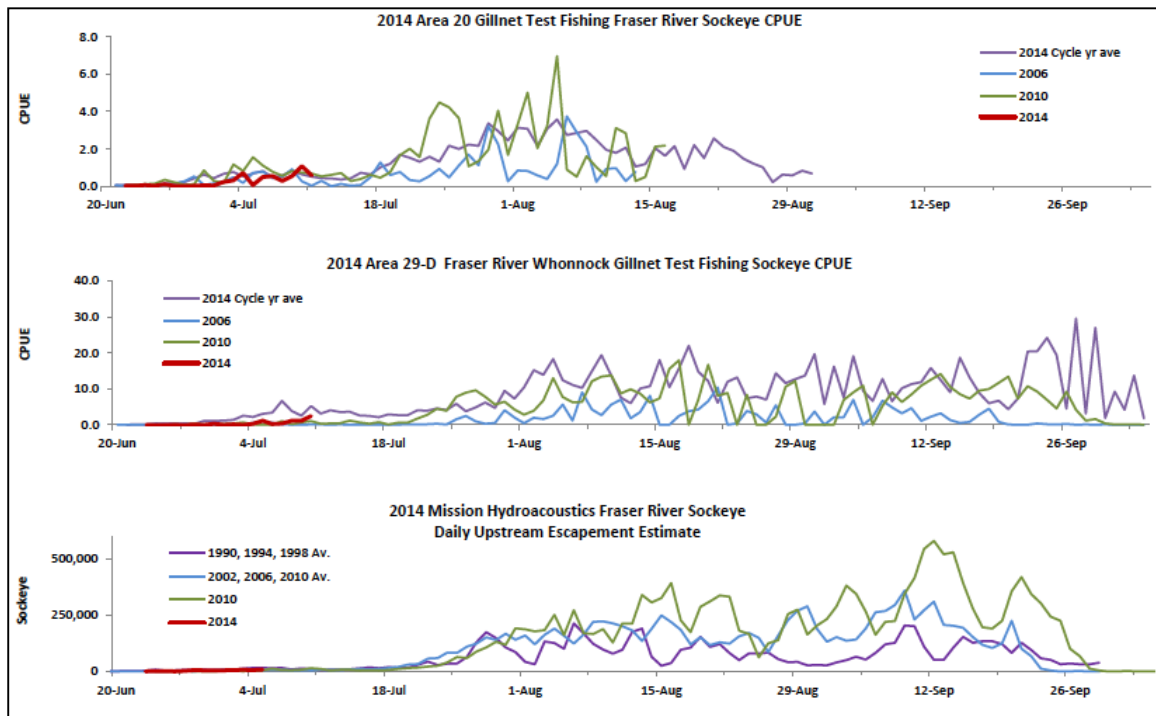 2014 Area 20 Gillnet Test Fishing Fraser River Sockeye CPUE
8.0
6.0
4.0
2.0
0.0
CPUE
2014 Cycle yr ave
2006
2010
2014
20-Jun 4-Jul 18-Jul 1-Aug 15-Aug 29-Aug 12-Sep 26-Sep
2014 Area 29-D Fraser River Whonnock Gillnet Test Fishing Sockeye CPUE
40.0
30.0
20.0
10.0
0.0
CPUE
2014 Cycle yr ave
2006
2010
2014
20-Jun 4-Jul 18-Jul 1-Aug 15-Aug 29-Aug 12-Sep 26-Sep
2014 Mission Hydroacoustics Fraser River Sockeye
Daily Upstream Escapement Estimate
500,000
250,000
0
Sockeye
1990, 1994, 1998 Av.
2002, 2006, 2010 Av.
2010
2014
20-Jun 4-Jul 18-Jul 1-Aug 15-Aug 29-Aug 12-Sep 26-Sep